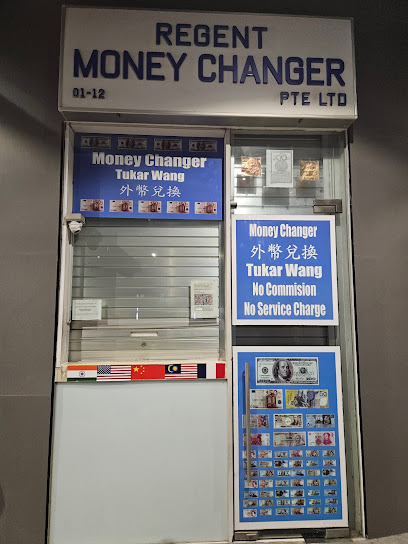 REGENT
MONEY CHANGER
01-12
PTE LTD
Money Changer
Tukar Wang
外幣兌換
Money Changer
外幣兌換
Tukar Wang
No Commision
No Service Charge